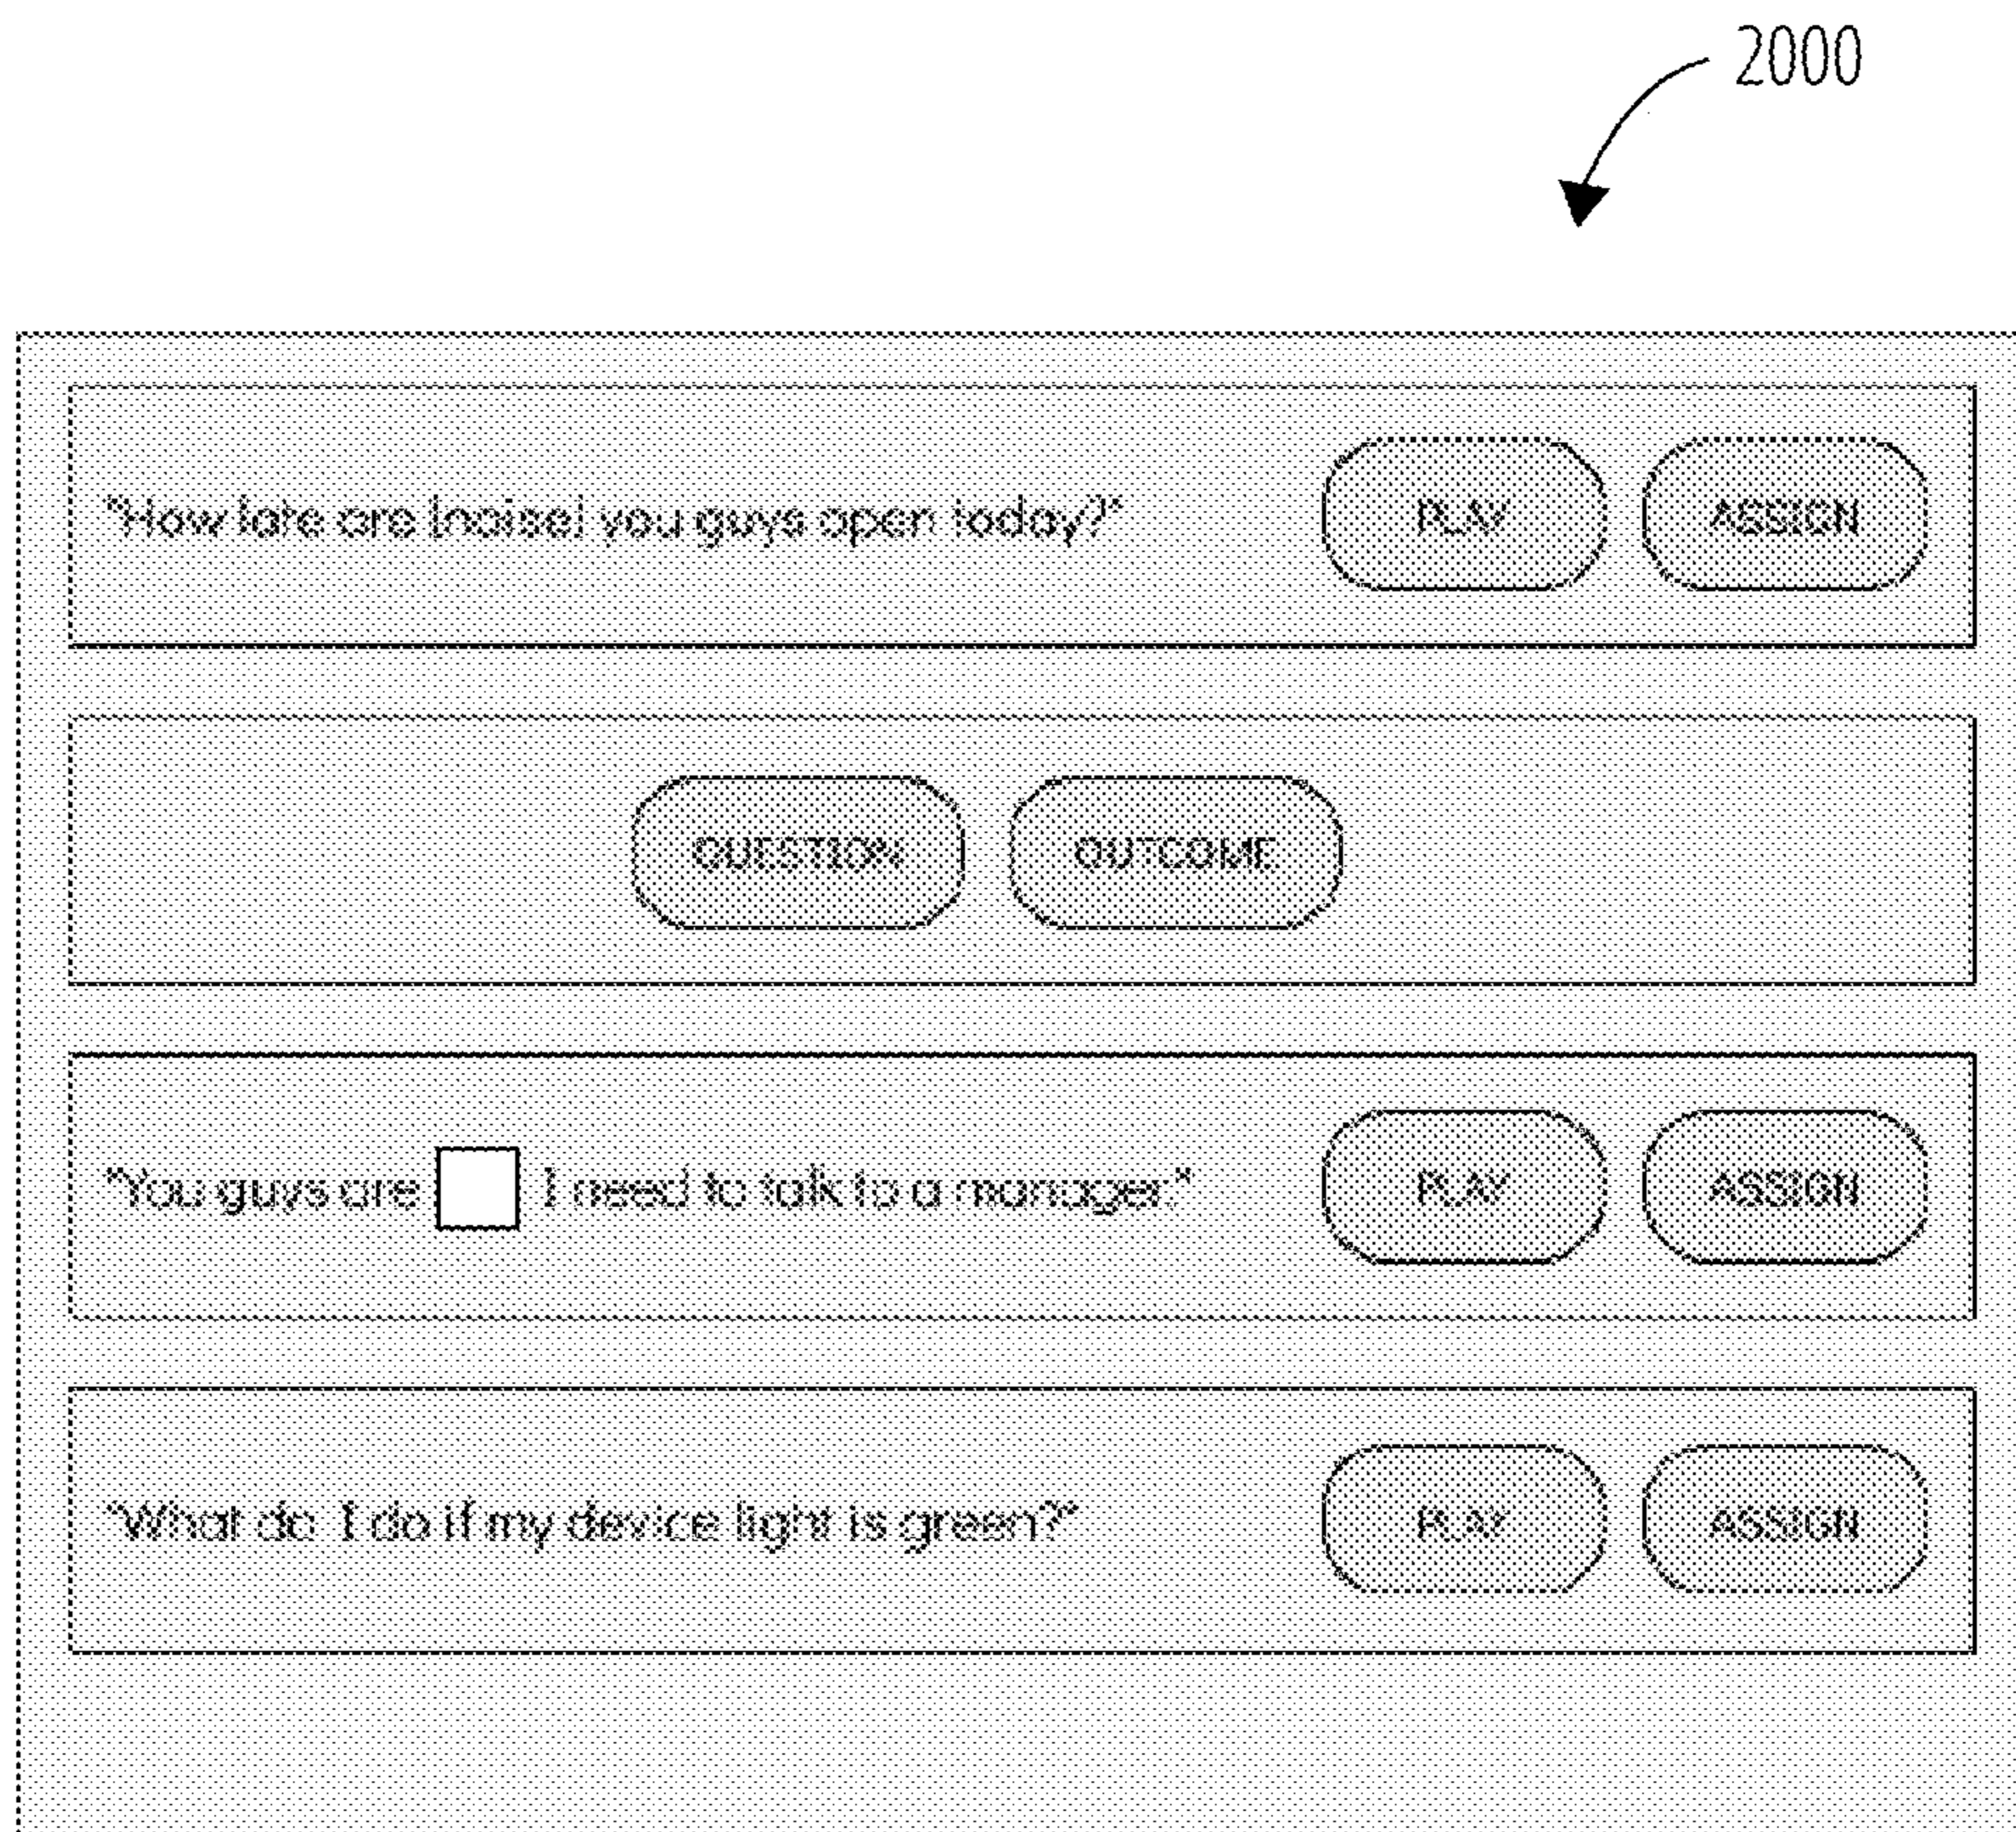 2000
"How late are [noise] you guys open today?" PLAY ASSIGN
QUESTION OUTCOME
"You guys are I need to talk to a manager." PLAY ASSIGN
"What do I do if my device light is green?" PLAY ASSIGN